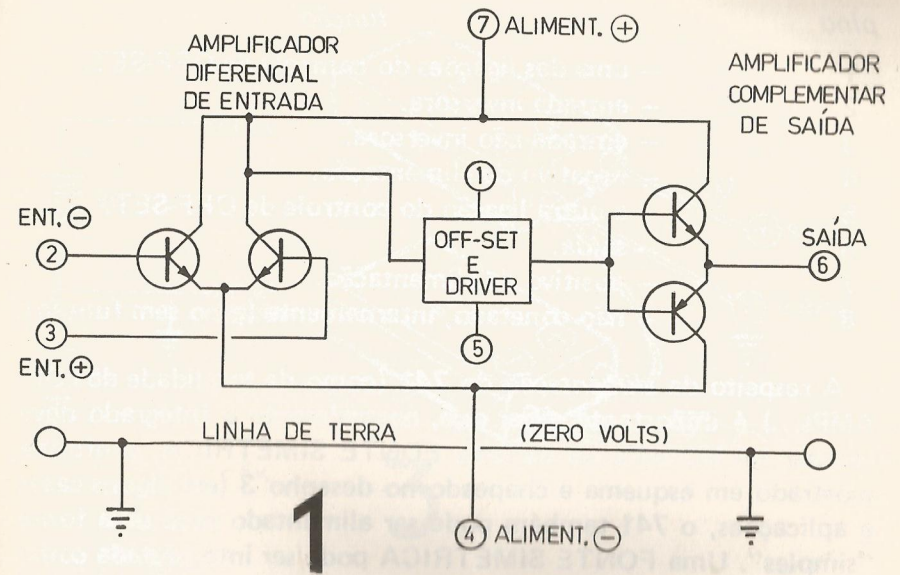 7 ALIMENT. +
AMPLIFICADOR
DIFERENCIAL
DE ENTRADA
AMPLIFICADOR
COMPLEMENTAR
DE SAÍDA
1
ENT. -
2
OFF-SET
E
DRIVER
SAÍDA
6
3
ENT. +
5
LINHA DE TERRA (ZERO VOLTS)
1
4 ALIMENT. -